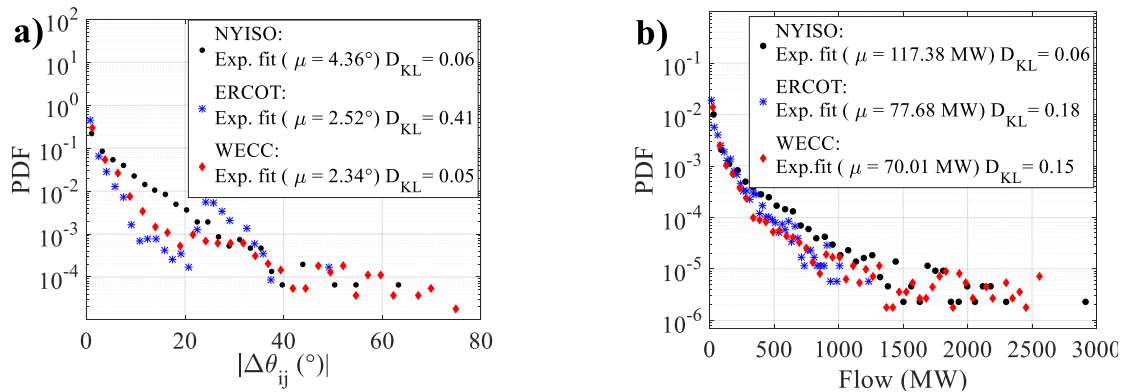 a)
NYISO:
Exp. fit ( μ = 4.36°) D_KL = 0.06
ERCOT:
Exp. fit ( μ = 2.52°) D_KL = 0.41
WECC:
Exp. fit ( μ = 2.34°) D_KL = 0.05
PDF
10^2
10^1
10^0
10^-1
10^-2
10^-3
10^-4
0 20 40 60 80
|Δθ_ij (°)|
b)
NYISO:
Exp. fit ( μ = 117.38 MW) D_KL = 0.06
ERCOT:
Exp. fit ( μ = 77.68 MW) D_KL = 0.18
WECC:
Exp.fit ( μ = 70.01 MW) D_KL = 0.15
PDF
10^-1
10^-2
10^-3
10^-4
10^-5
10^-6
0 500 1000 1500 2000 2500 3000
Flow (MW)